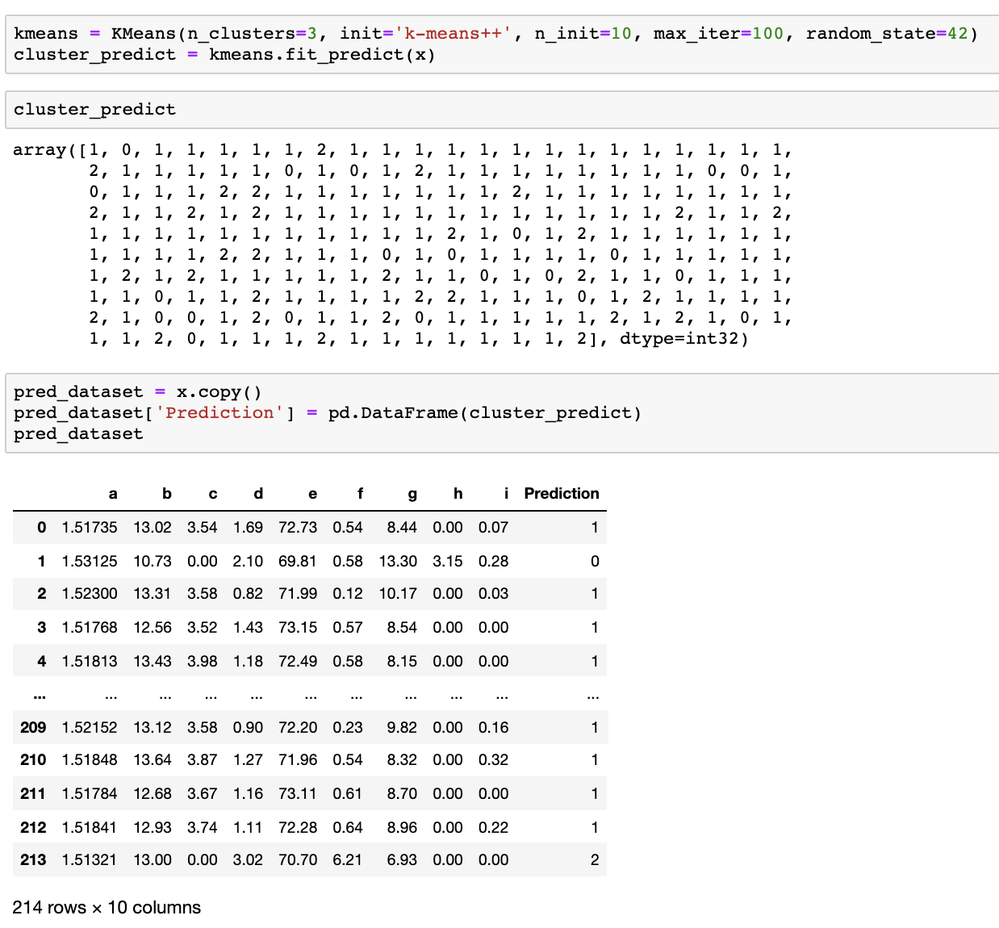 kmeans = KMeans(n_clusters=3, init='k-means++', n_init=10, max_iter=100, random_state=42)
cluster_predict = kmeans.fit_predict(x)
cluster_predict
array([1, 0, 1, 1, 1, 1, 1, 2, 1, 1, 1, 1, 1, 1, 1, 1, 1, 1, 1, 1, 1, 1,
2, 1, 1, 1, 1, 1, 0, 1, 0, 1, 2, 1, 1, 1, 1, 1, 1, 1, 1, 0, 0, 1,
0, 1, 1, 1, 2, 2, 1, 1, 1, 1, 1, 1, 1, 2, 1, 1, 1, 1, 1, 1, 1, 1,
2, 1, 1, 2, 1, 2, 1, 1, 1, 1, 1, 1, 1, 1, 1, 1, 1, 1, 2, 1, 1, 2,
1, 1, 1, 1, 1, 1, 1, 1, 1, 1, 1, 2, 1, 0, 1, 2, 1, 1, 1, 1, 1, 1,
1, 1, 1, 1, 2, 2, 1, 1, 1, 0, 1, 0, 1, 1, 1, 1, 0, 1, 1, 1, 1, 1,
1, 2, 1, 2, 1, 1, 1, 1, 1, 2, 1, 1, 0, 1, 0, 2, 1, 1, 0, 1, 1, 1,
1, 1, 0, 1, 1, 2, 1, 1, 1, 1, 2, 2, 1, 1, 1, 0, 1, 2, 1, 1, 1, 1,
2, 1, 0, 0, 1, 2, 0, 1, 1, 2, 0, 1, 1, 1, 1, 1, 2, 1, 2, 1, 0, 1,
1, 1, 2, 0, 1, 1, 1, 2, 1, 1, 1, 1, 1, 1, 1, 2], dtype=int32)
pred_dataset = x.copy()
pred_dataset['Prediction'] = pd.DataFrame(cluster_predict)
pred_dataset
a b c d e f g h i Prediction
0 1.51735 13.02 3.54 1.69 72.73 0.54 8.44 0.00 0.07 1
1 1.53125 10.73 0.00 2.10 69.81 0.58 13.30 3.15 0.28 0
2 1.52300 13.31 3.58 0.82 71.99 0.12 10.17 0.00 0.03 1
3 1.51768 12.56 3.52 1.43 73.15 0.57 8.54 0.00 0.00 1
4 1.51813 13.43 3.98 1.18 72.49 0.58 8.15 0.00 0.00 1
... ... ... ... ... ... ... ... ... ... ...
209 1.52152 13.12 3.58 0.90 72.20 0.23 9.82 0.00 0.16 1
210 1.51848 13.64 3.87 1.27 71.96 0.54 8.32 0.00 0.32 1
211 1.51784 12.68 3.67 1.16 73.11 0.61 8.70 0.00 0.00 1
212 1.51841 12.93 3.74 1.11 72.28 0.64 8.96 0.00 0.22 1
213 1.51321 13.00 0.00 3.02 70.70 6.21 6.93 0.00 0.00 2
214 rows × 10 columns